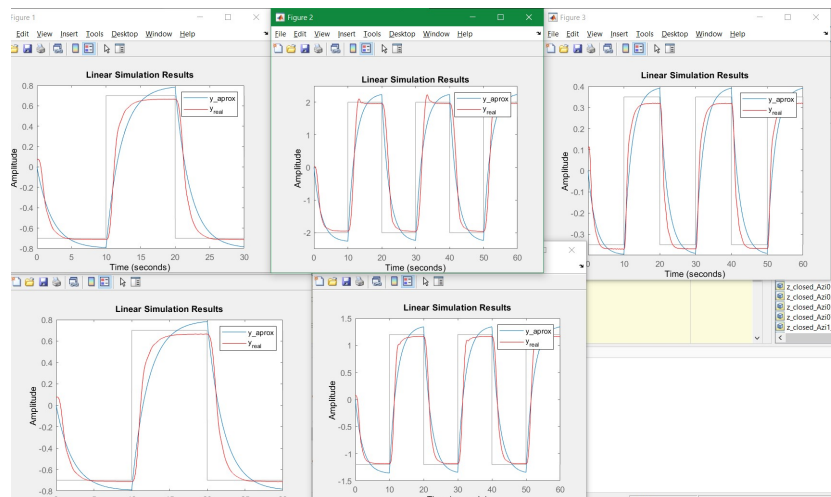 Figure 1
Edit View Insert Tools Desktop Window Help
Linear Simulation Results
y_aprox
y_real
0.8
0.6
0.4
0.2
0
-0.2
-0.4
-0.6
-0.8
Amplitude
0 5 10 15 20 25 30
Time (seconds)
Figure 2
File Edit View Insert Tools Desktop Window Help
Linear Simulation Results
y_aprox
y_real
2
1
0
-1
-2
Amplitude
0 10 20 30 40 50 60
Time (seconds)
Figure 3
File Edit View Insert Tools Desktop Window Help
Linear Simulation Results
y_aprox
y_real
0.4
0.3
0.2
0.1
0
-0.1
-0.2
-0.3
Amplitude
0 10 20 30 40 50 60
Time (seconds)
Linear Simulation Results
y_aprox
y_real
0.8
0.6
0.4
0.2
0
-0.2
-0.4
-0.6
-0.8
Amplitude
Linear Simulation Results
y_aprox
y_real
1.5
1
0.5
0
-0.5
-1
-1.5
Amplitude
0 10 20 30 40 50 60
z_closed_Azi0
z_closed_Azi0
z_closed_Azi0
z_closed_Azi0
z_closed_Azi1